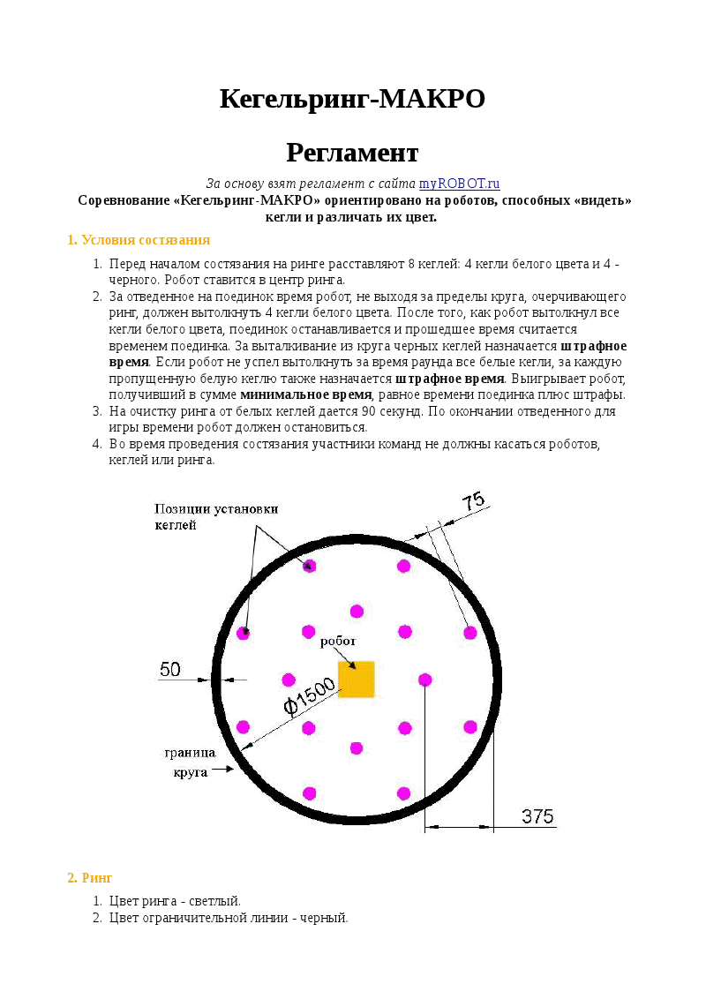 Кегельринг-МАКРО
Регламент
За основу взят регламент с сайта myROBOT.ru
Соревнование «Кегельринг-МАКРО» ориентировано на роботов, способных «видеть»
кегли и различать их цвет.
1. Условия состязания
1. Перед началом состязания на ринге расставляют 8 кеглей: 4 кегли белого цвета и 4 -
черного. Робот ставится в центр ринга.
2. За отведенное на поединок время робот, не выходя за пределы круга, очерчивающего
ринг, должен вытолкнуть 4 кегли белого цвета. После того, как робот вытолкнул все
кегли белого цвета, поединок останавливается и прошедшее время считается
временем поединка. За выталкивание из круга черных кеглей назначается штрафное
время. Если робот не успел вытолкнуть за время раунда все белые кегли, за каждую
пропущенную белую кеглю также назначается штрафное время. Выигрывает робот,
получивший в сумме минимальное время, равное времени поединка плюс штрафы.
3. На очистку ринга от белых кеглей дается 90 секунд. По окончании отведенного для
игры времени робот должен остановиться.
4. Во время проведения состязания участники команд не должны касаться роботов,
кеглей или ринга.
75
Позиции установки
кеглей
робот
50
ϕ1500
граница
круга
375
2. Ринг
1. Цвет ринга - светлый.
2. Цвет ограничительной линии - черный.